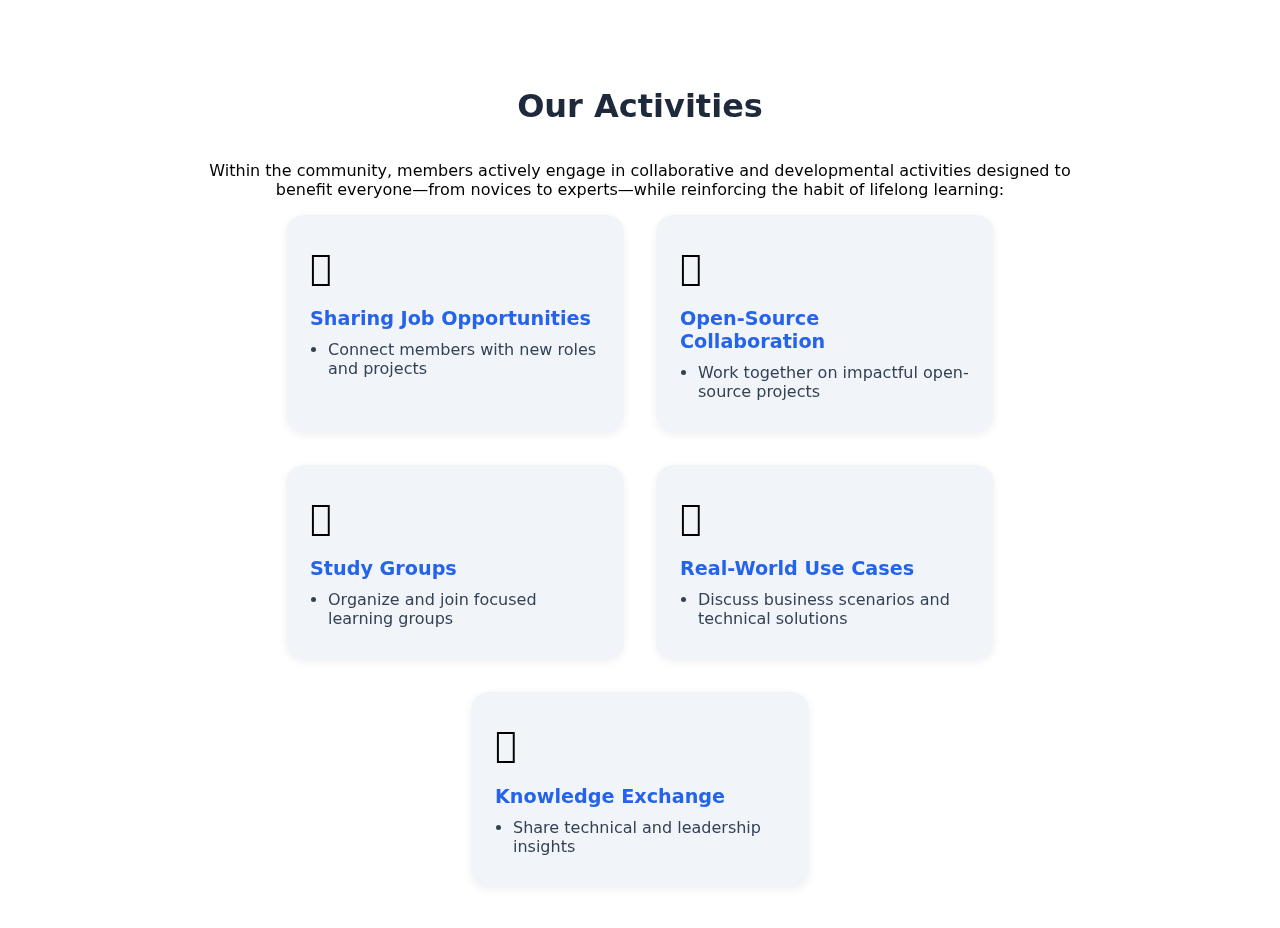 Our Activities
Within the community, members actively engage in collaborative and developmental activities designed to
benefit everyone—from novices to experts—while reinforcing the habit of lifelong learning:
Sharing Job Opportunities
• Connect members with new roles
and projects
Open-Source
Collaboration
• Work together on impactful open-
source projects
Study Groups
• Organize and join focused
learning groups
Real-World Use Cases
• Discuss business scenarios and
technical solutions
Knowledge Exchange
• Share technical and leadership
insights